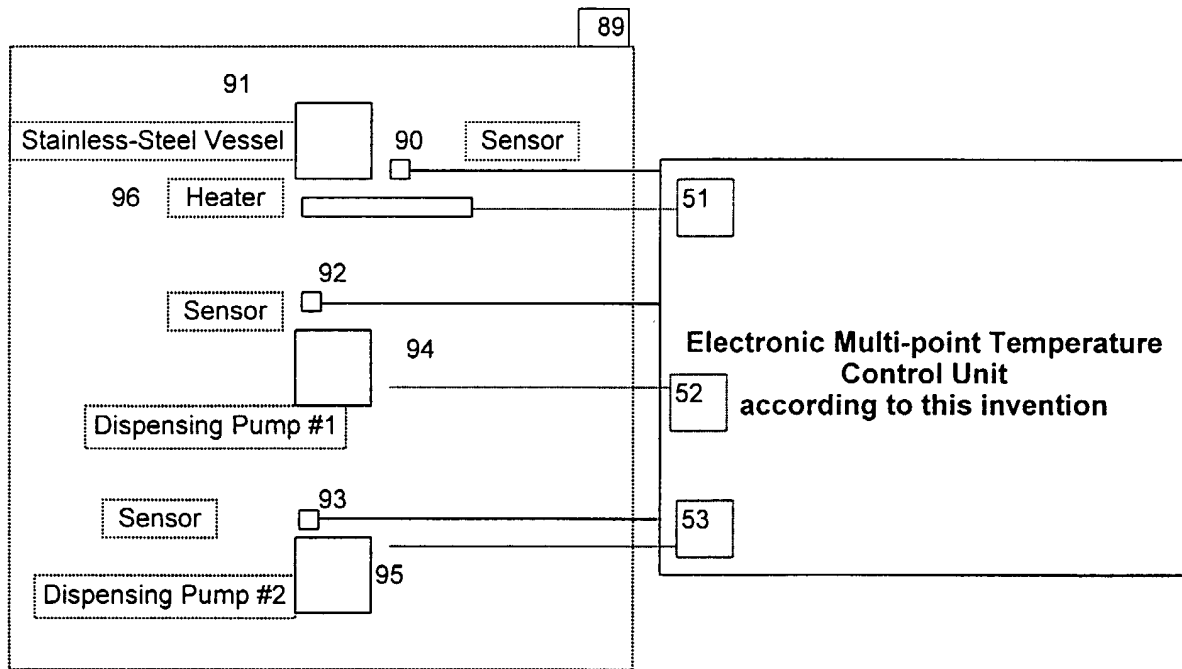 89
91
Stainless-Steel Vessel
90
Sensor
96
Heater
51
92
Sensor
94
Electronic Multi-point Temperature
Control Unit
according to this invention
52
Dispensing Pump #1
93
Sensor
53
95
Dispensing Pump #2